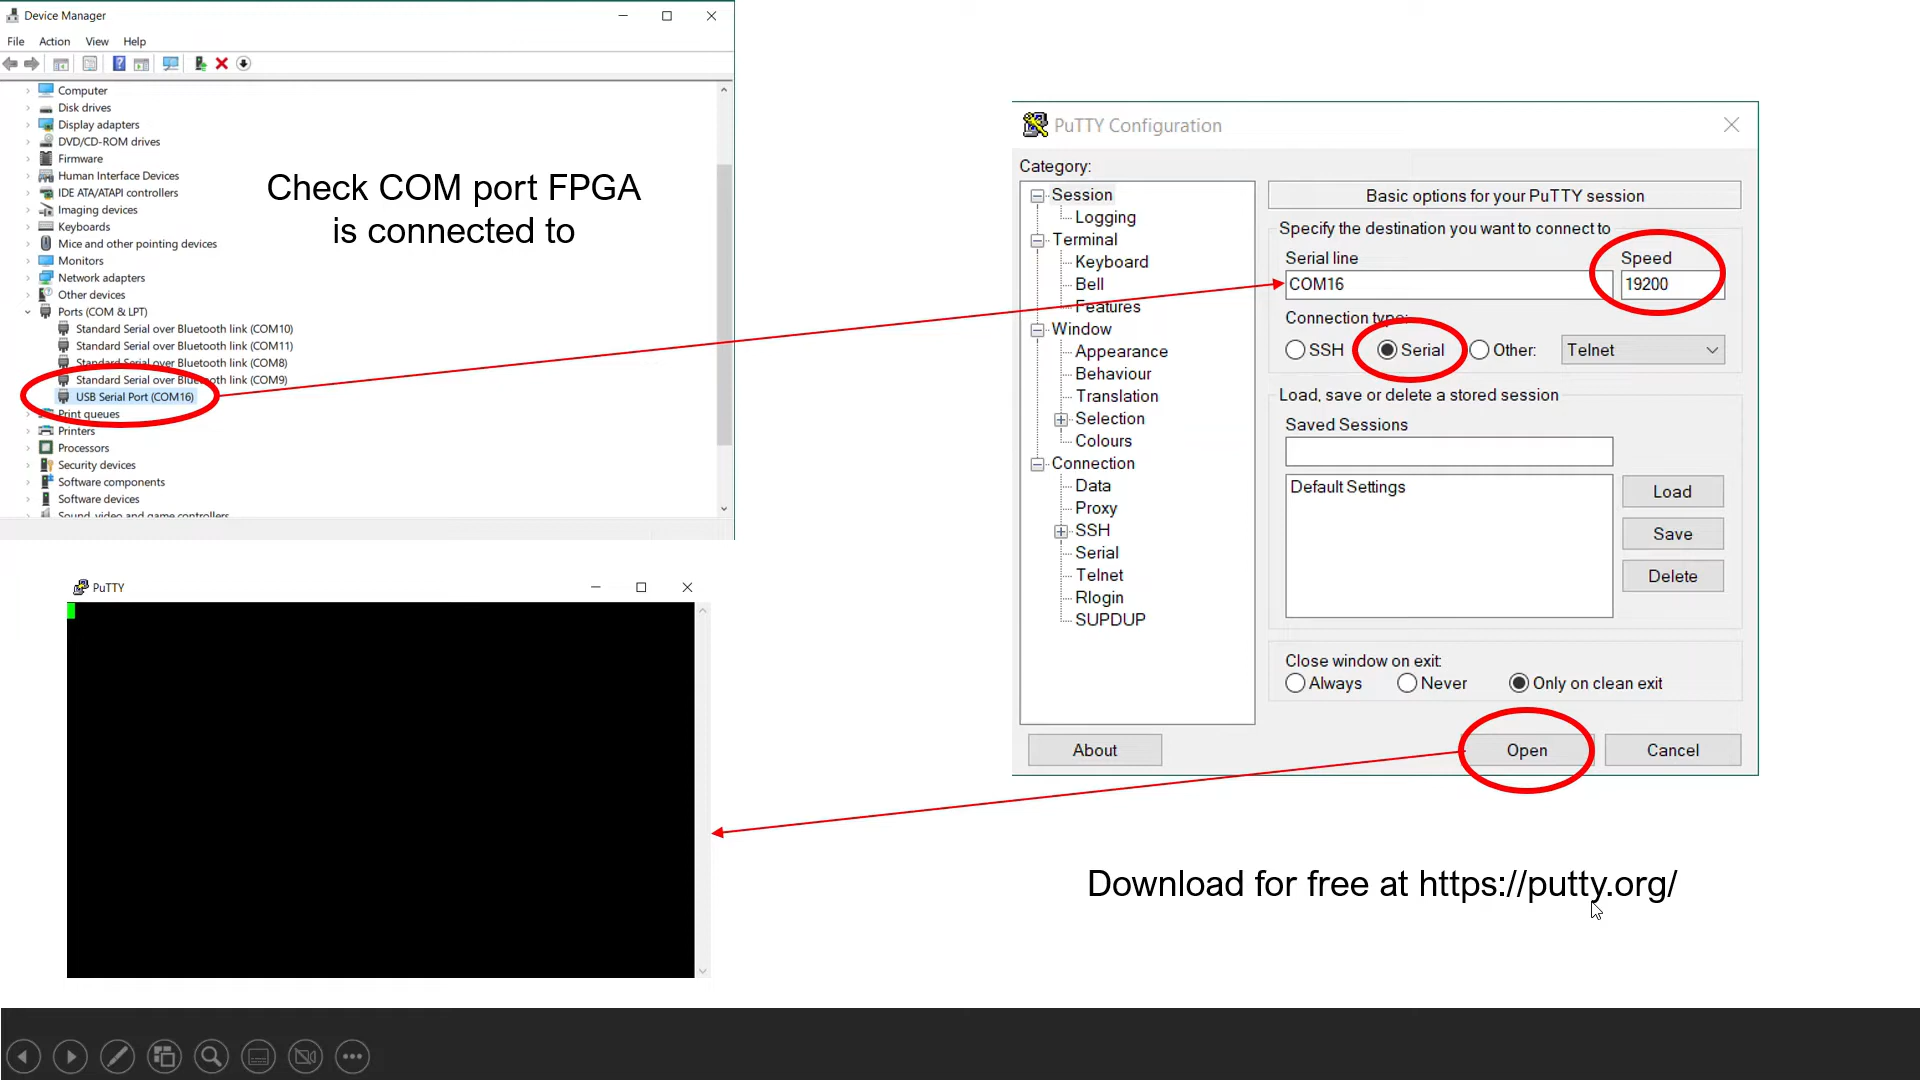 Device Manager
File Action View Help
Computer
Disk drives
Display adapters
DVD/CD-ROM drives
Firmware
Human Interface Devices
IDE ATA/ATAPI controllers
Imaging devices
Keyboards
Mice and other pointing devices
Monitors
Network adapters
Other devices
Ports (COM & LPT)
Standard Serial over Bluetooth link (COM10)
Standard Serial over Bluetooth link (COM11)
Standard Serial over Bluetooth link (COM8)
Standard Serial over Bluetooth link (COM9)
USB Serial Port (COM16)
Print queues
Printers
Processors
Security devices
Software components
Software devices
Sound, video and game controllers
Check COM port FPGA
is connected to
PuTTY Configuration
Category:
Session
Logging
Terminal
Keyboard
Bell
Features
Window
Appearance
Behaviour
Translation
Selection
Colours
Connection
Data
Proxy
SSH
Serial
Telnet
Rlogin
SUPDUP
Basic options for your PuTTY session
Specify the destination you want to connect to
Serial line Speed
COM16 19200
Connection type:
SSH Serial Other: Telnet
Load, save or delete a stored session
Saved Sessions
Default Settings
Load
Save
Delete
Close window on exit:
Always Never Only on clean exit
About Open Cancel
PuTTY
Download for free at https://putty.org/